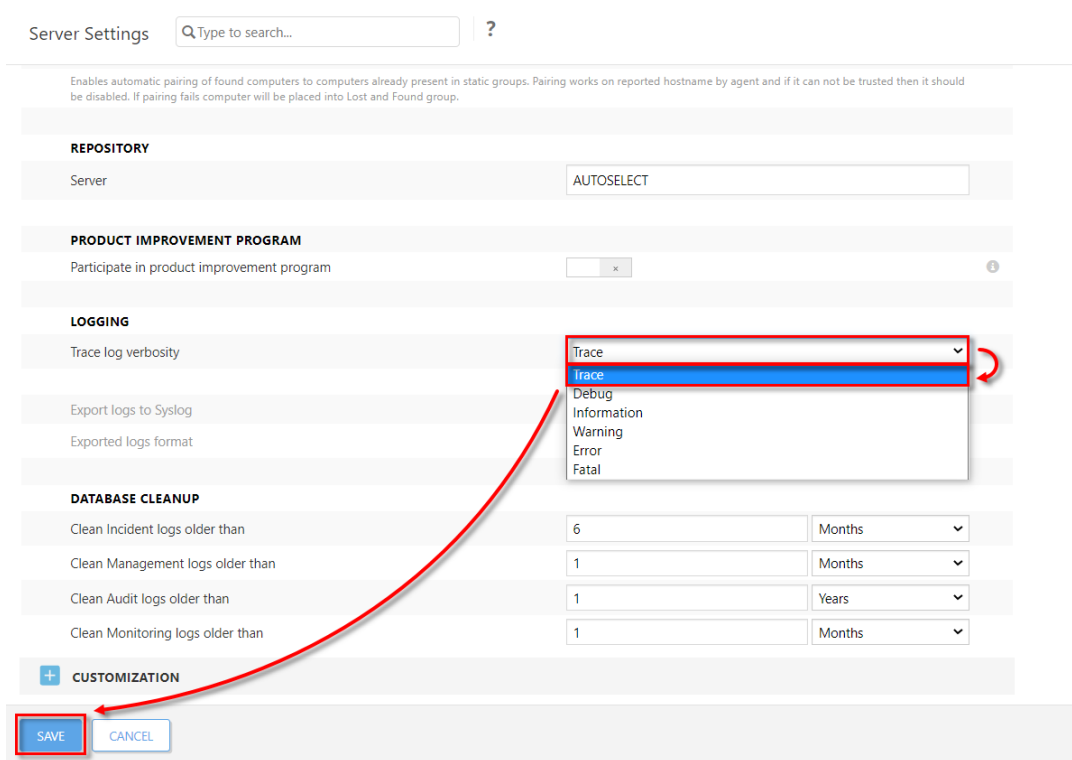 Server Settings
Type to search...
?
Enables automatic pairing of found computers to computers already present in static groups. Pairing works on reported hostname by agent and if it can not be trusted then it should
be disabled. If pairing fails computer will be placed into Lost and Found group.
REPOSITORY
Server
AUTOSELECT
PRODUCT IMPROVEMENT PROGRAM
Participate in product improvement program
LOGGING
Trace log verbosity
Trace
Trace
Debug
Information
Warning
Error
Fatal
Export logs to Syslog
Exported logs format
DATABASE CLEANUP
Clean Incident logs older than
6
Months
Clean Management logs older than
1
Months
Clean Audit logs older than
1
Years
Clean Monitoring logs older than
1
Months
CUSTOMIZATION
SAVE
CANCEL